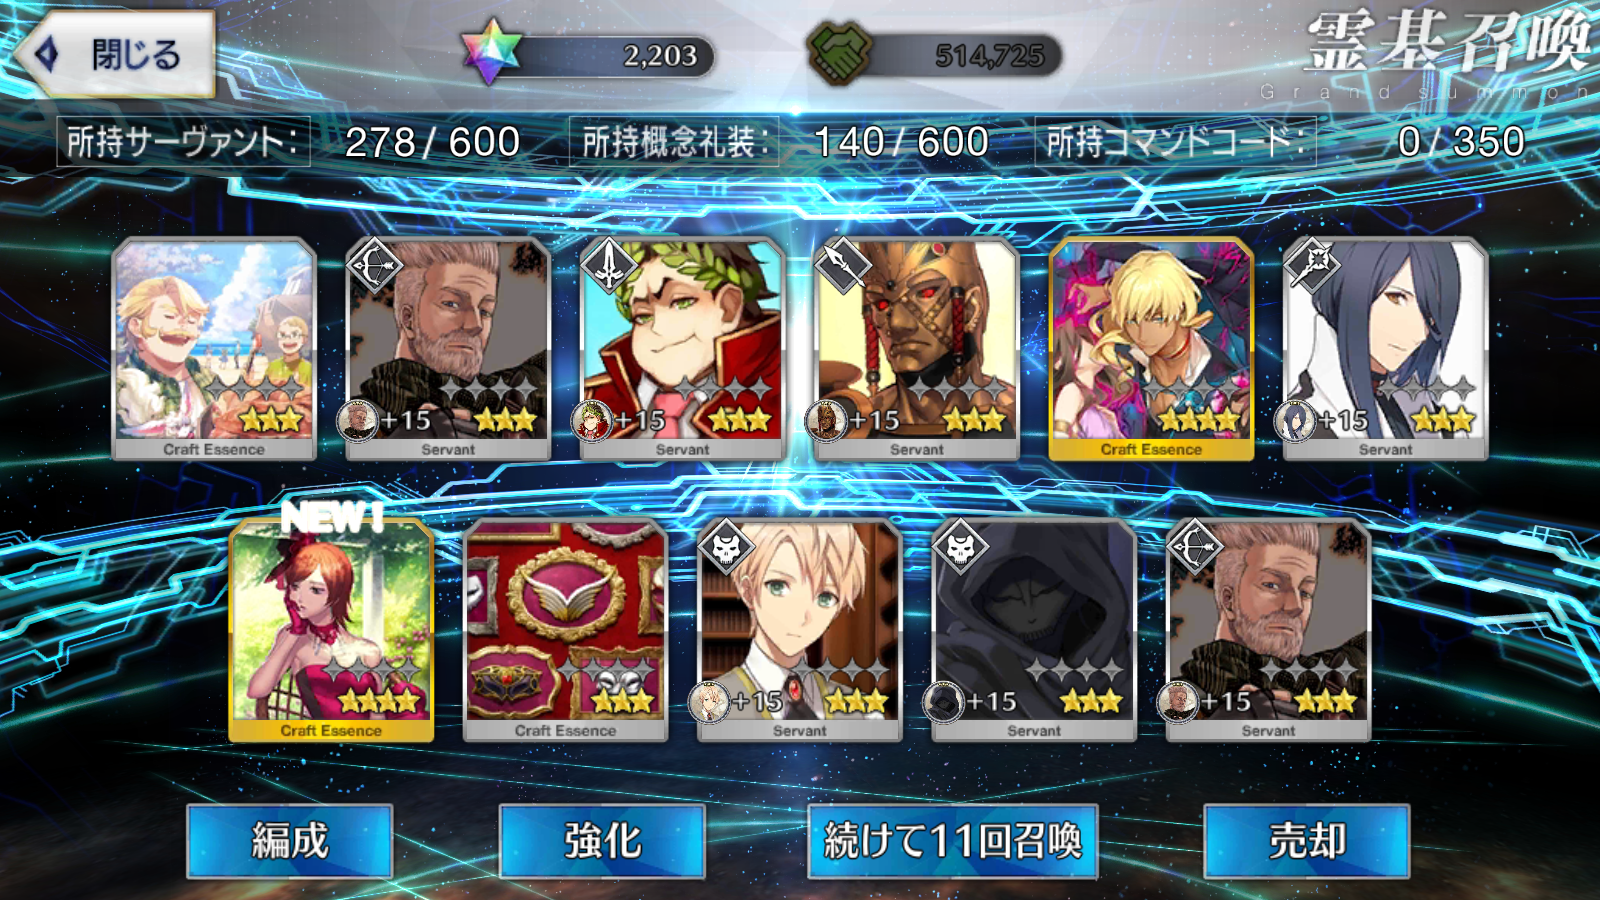 閉じる
2,203
514,725
霊基召喚
Grand summon
所持サーヴァント: 278 / 600
所持概念礼装: 140 / 600
所持コマンドコード: 0 / 350
Craft Essence
+15
Servant
+15
Servant
+15
Servant
Craft Essence
+15
Servant
NEW!
Craft Essence
Craft Essence
+15
Servant
+15
Servant
+15
Servant
編成
強化
続けて11回召喚
売却